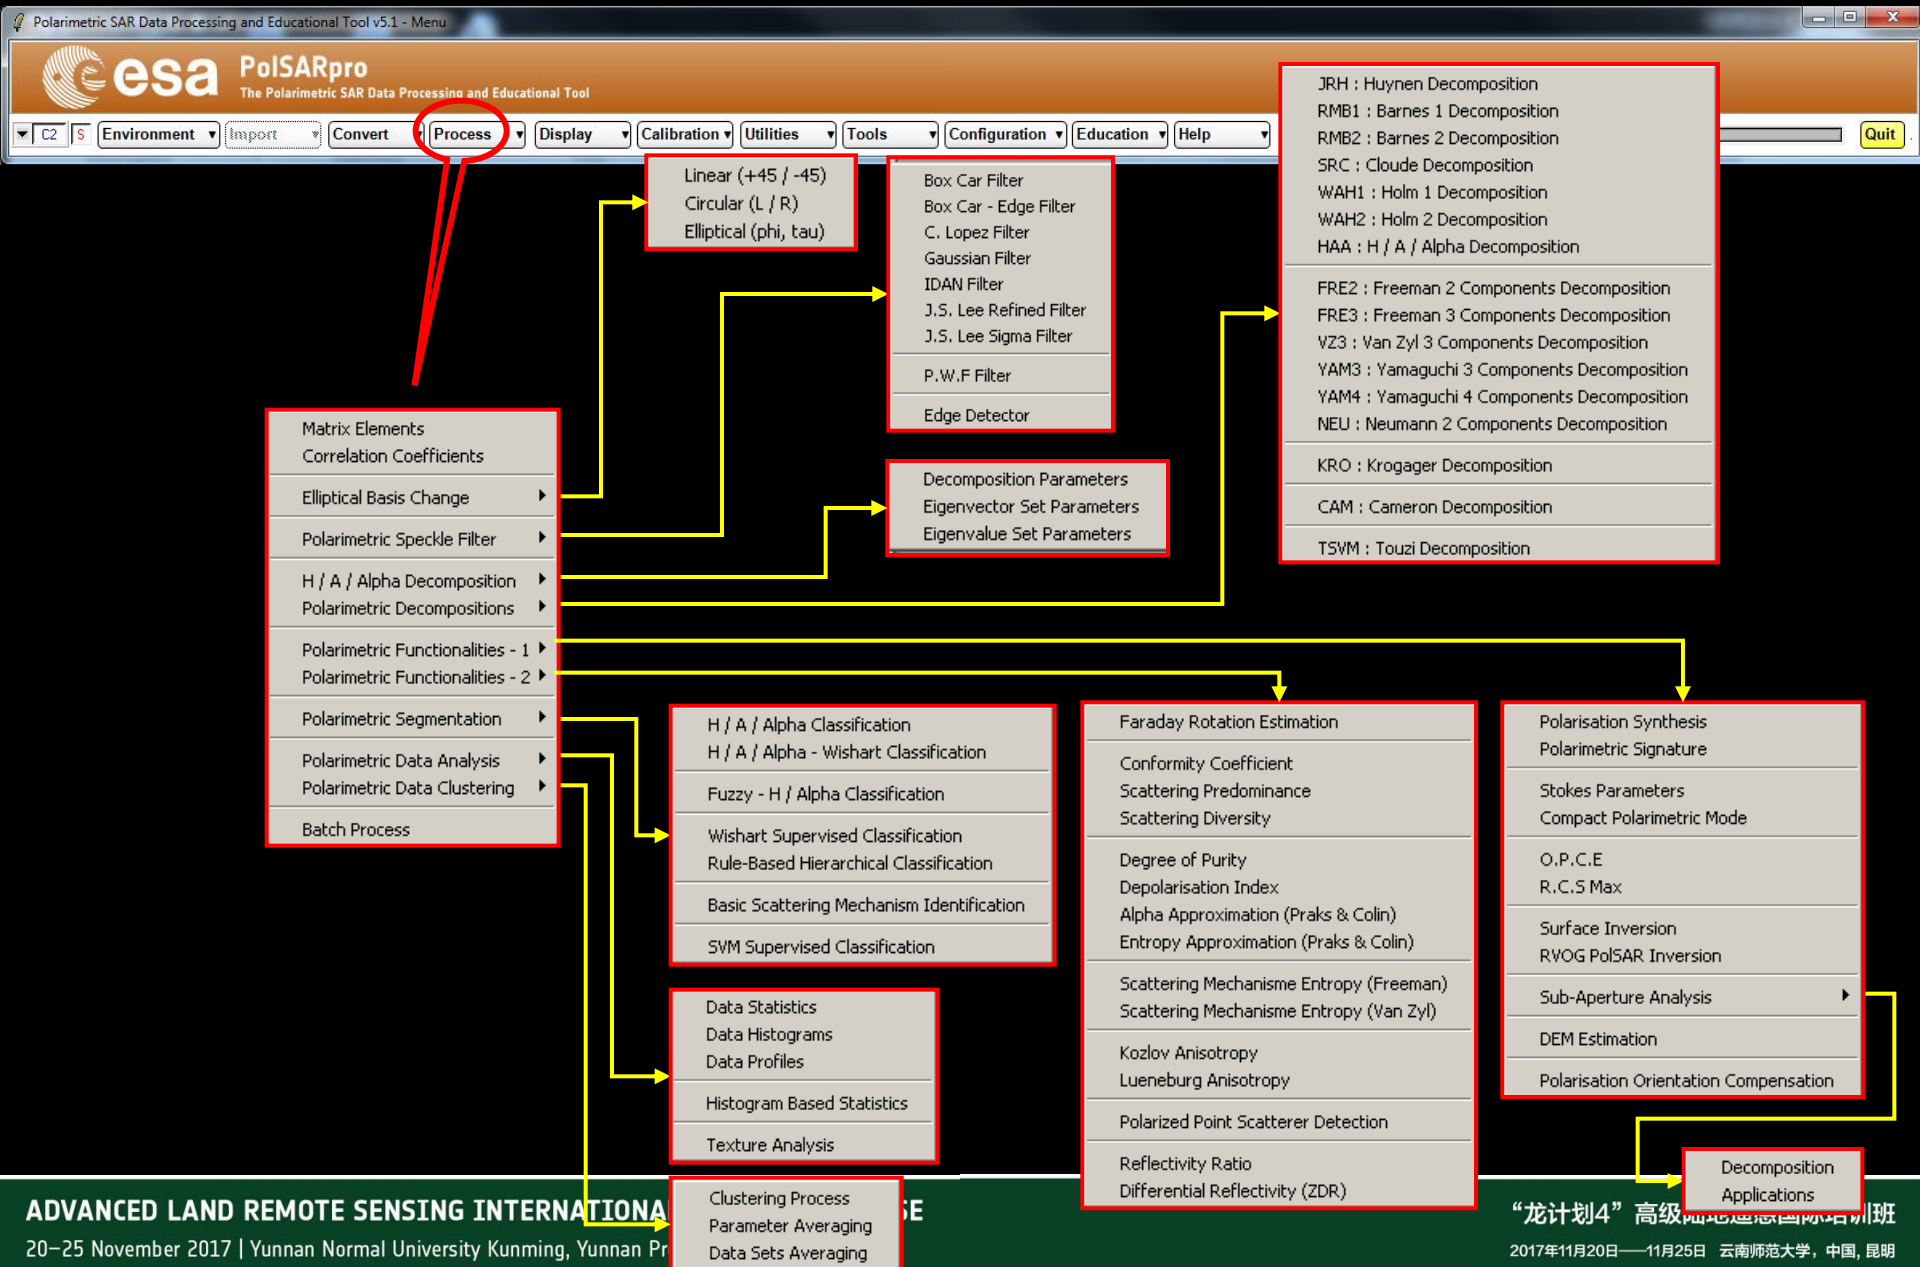 Polarimetric SAR Data Processing and Educational Tool v5.1 - Menu
esa
PolSARpro
The Polarimetric SAR Data Processing and Educational Tool
C2 S Environment Import Convert Process Display Calibration Utilities Tools Configuration Education Help Quit
Linear (+45 / -45)
Circular (L / R)
Elliptical (phi, tau)
Box Car Filter
Box Car - Edge Filter
C. Lopez Filter
Gaussian Filter
IDAN Filter
J.S. Lee Refined Filter
J.S. Lee Sigma Filter
P.W.F Filter
Edge Detector
JRH : Huynen Decomposition
RMB1 : Barnes 1 Decomposition
RMB2 : Barnes 2 Decomposition
SRC : Cloude Decomposition
WAH1 : Holm 1 Decomposition
WAH2 : Holm 2 Decomposition
HAA : H / A / Alpha Decomposition
FRE2 : Freeman 2 Components Decomposition
FRE3 : Freeman 3 Components Decomposition
VZ3 : Van Zyl 3 Components Decomposition
YAM3 : Yamaguchi 3 Components Decomposition
YAM4 : Yamaguchi 4 Components Decomposition
NEU : Neumann 2 Components Decomposition
KRO : Krogager Decomposition
CAM : Cameron Decomposition
TSVM : Touzi Decomposition
Matrix Elements
Correlation Coefficients
Elliptical Basis Change
Polarimetric Speckle Filter
H / A / Alpha Decomposition
Polarimetric Decompositions
Polarimetric Functionalities - 1
Polarimetric Functionalities - 2
Polarimetric Segmentation
Polarimetric Data Analysis
Polarimetric Data Clustering
Batch Process
Decomposition Parameters
Eigenvector Set Parameters
Eigenvalue Set Parameters
H / A / Alpha Classification
H / A / Alpha - Wishart Classification
Fuzzy - H / Alpha Classification
Wishart Supervised Classification
Rule-Based Hierarchical Classification
Basic Scattering Mechanism Identification
SVM Supervised Classification
Data Statistics
Data Histograms
Data Profiles
Histogram Based Statistics
Texture Analysis
Clustering Process
Parameter Averaging
Data Sets Averaging
Faraday Rotation Estimation
Conformity Coefficient
Scattering Predominance
Scattering Diversity
Degree of Purity
Depolarisation Index
Alpha Approximation (Praks & Colin)
Entropy Approximation (Praks & Colin)
Scattering Mechanisme Entropy (Freeman)
Scattering Mechanisme Entropy (Van Zyl)
Kozlov Anisotropy
Lueneburg Anisotropy
Polarized Point Scatterer Detection
Reflectivity Ratio
Differential Reflectivity (ZDR)
Polarisation Synthesis
Polarimetric Signature
Stokes Parameters
Compact Polarimetric Mode
O.P.C.E
R.C.S Max
Surface Inversion
RVOG PolSAR Inversion
Sub-Aperture Analysis
DEM Estimation
Polarisation Orientation Compensation
Decomposition
Applications
ADVANCED LAND REMOTE SENSING INTERNATIONA SE
20-25 November 2017 | Yunnan Normal University Kunming, Yunnan Pr
“龙计划4”高级陆地遥感国际培训班
2017年11月20日——11月25日 云南师范大学，中国, 昆明